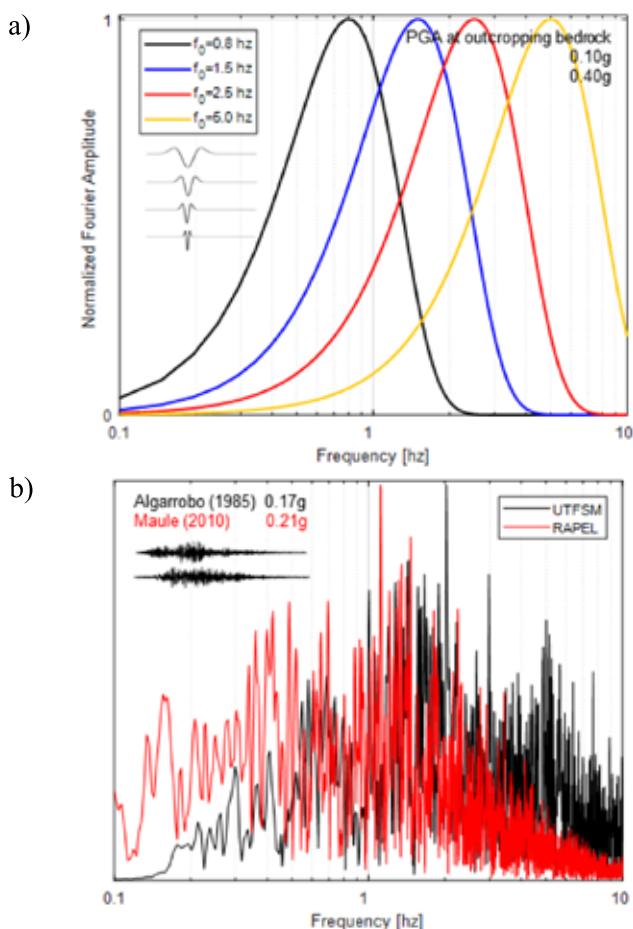 a)
1
f0=0.8 hz
f0=1.5 hz
f0=2.5 hz
f0=5.0 hz
PGA at outcropping bedrock
0.10g
0.40g
Normalized Fourier Amplitude
0
0.1
1
10
Frequency [hz]
b)
Algarrobo (1985) 0.17g
Maule (2010) 0.21g
UTFSM
RAPEL
0.1
1
10
Frequency [hz]